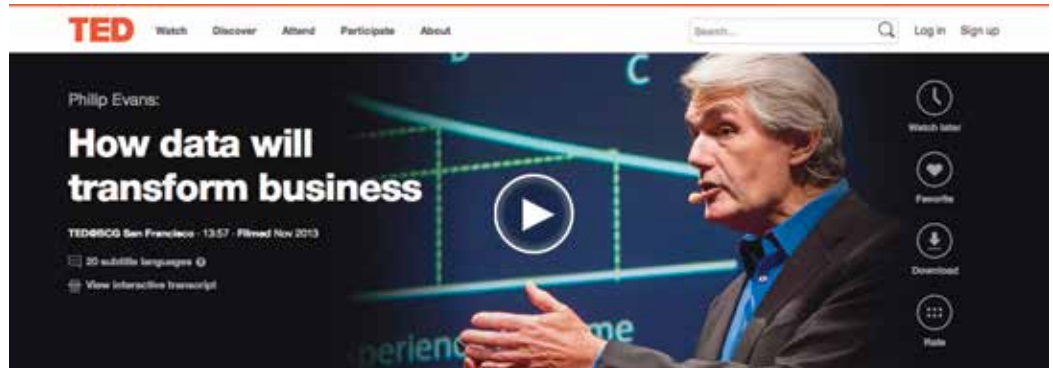 TED Watch Discover Attend Participate About Search... Log in Sign up
Philip Evans:
How data will
transform business
TED@BCG San Francisco · 13:57 · Filmed Nov 2013
20 subtitle languages
View interactive transcript
Watch later
Favorite
Download
Rate
C
perienc
me